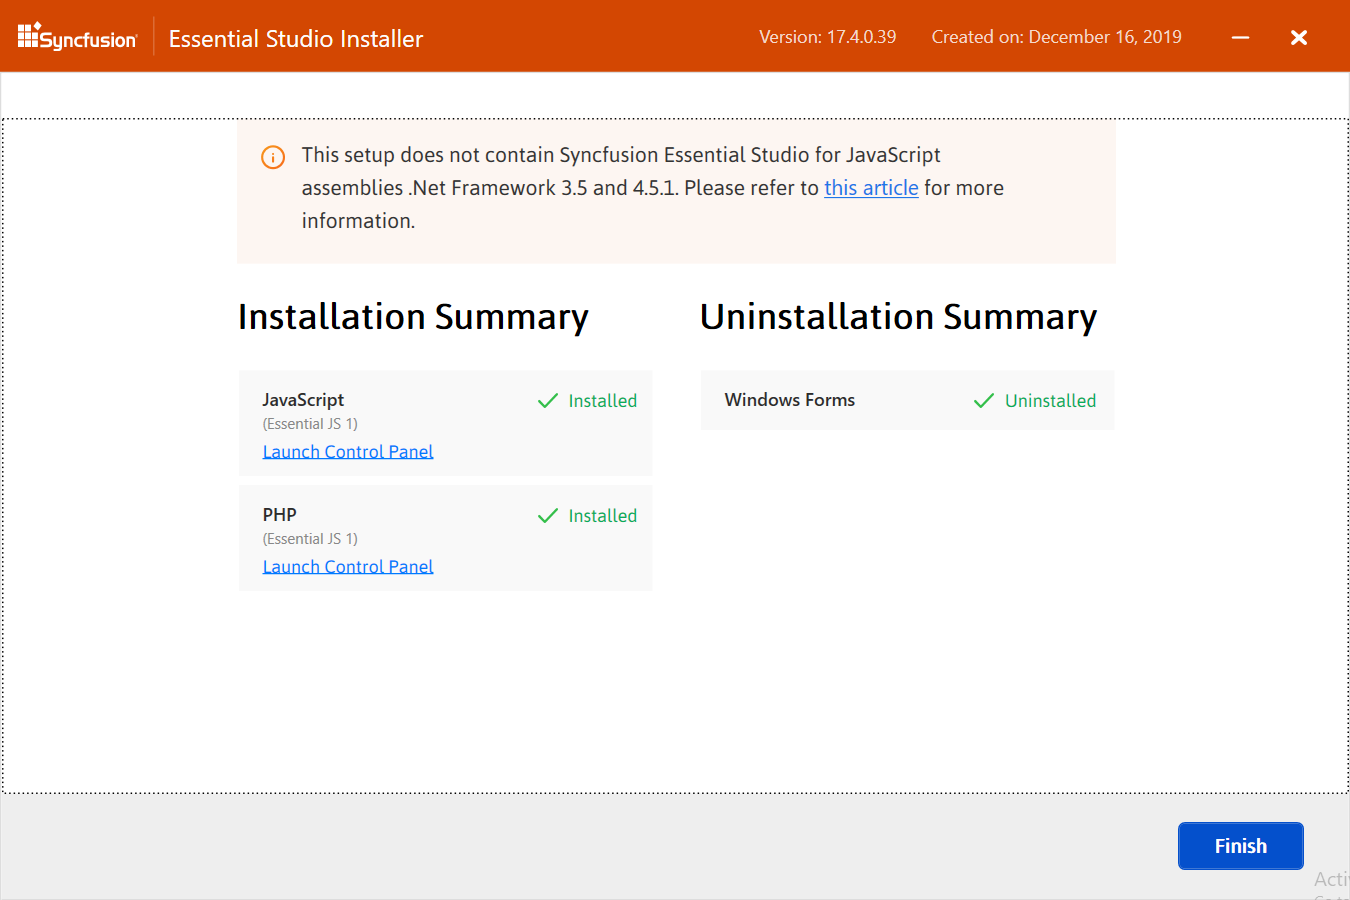 Syncfusion
Essential Studio Installer
Version: 17.4.0.39
Created on: December 16, 2019
This setup does not contain Syncfusion Essential Studio for JavaScript
assemblies .Net Framework 3.5 and 4.5.1. Please refer to this article for more
information.
Installation Summary
JavaScript
Installed
(Essential JS 1)
Launch Control Panel
PHP
Installed
(Essential JS 1)
Launch Control Panel
Uninstallation Summary
Windows Forms
Uninstalled
Finish
Acti